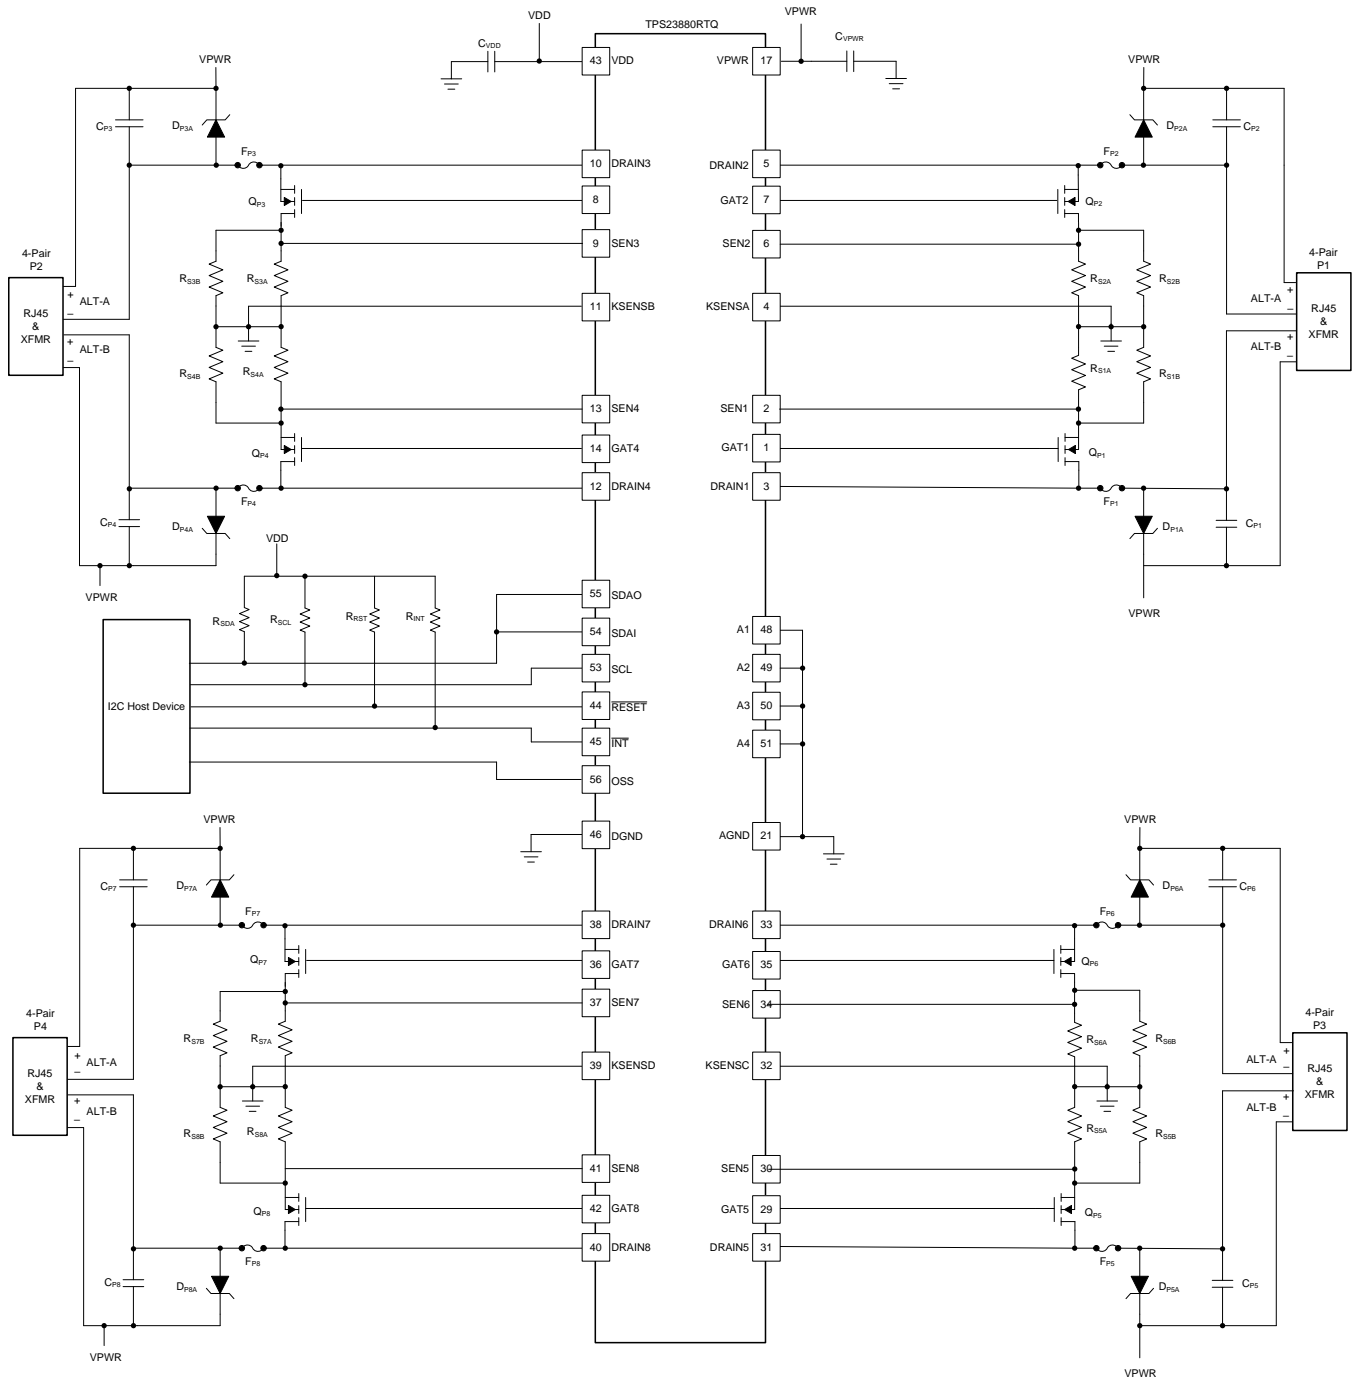 TPS23880RTQ
VDD
CVDD
43 VDD
VPWR 17
VPWR
CVPWR
VPWR
CP3
DP3A
FP3
10 DRAIN3
QP3
8
9 SEN3
RS3B
RS3A
11 KSENSB
4-Pair
P2
RJ45
&
XFMR
+
ALT-A
–
+
ALT-B
–
RS4B
RS4A
13 SEN4
QP4
14 GAT4
12 DRAIN4
FP4
CP4
DP4A
VPWR
VPWR
DP2A
CP2
FP2
DRAIN2 5
GAT2 7
QP2
SEN2 6
RS2A
RS2B
KSENSA 4
4-Pair
P1
RJ45
&
XFMR
+
ALT-A
–
+
ALT-B
–
RS1A
RS1B
SEN1 2
GAT1 1
QP1
DRAIN1 3
FP1
DP1A
CP1
VPWR
VDD
RSDA
RSCL
RRST
RINT
I2C Host Device
55 SDAO
54 SDAI
53 SCL
44 RESET
45 INT
56 OSS
46 DGND
A1 48
A2 49
A3 50
A4 51
AGND 21
VPWR
CP7
DP7A
FP7
38 DRAIN7
QP7
36 GAT7
37 SEN7
RS7B
RS7A
39 KSENSD
4-Pair
P4
RJ45
&
XFMR
+
ALT-A
–
+
ALT-B
–
RS8B
RS8A
41 SEN8
QP8
42 GAT8
40 DRAIN8
FP8
CP8
DP8A
VPWR
VPWR
DP6A
CP6
FP6
DRAIN6 33
GAT6 35
QP6
SEN6 34
RS6A
RS6B
KSENSC 32
4-Pair
P3
RJ45
&
XFMR
+
ALT-A
–
+
ALT-B
–
RS5A
RS5B
SEN5 30
GAT5 29
QP5
DRAIN5 31
FP5
DP5A
CP5
VPWR